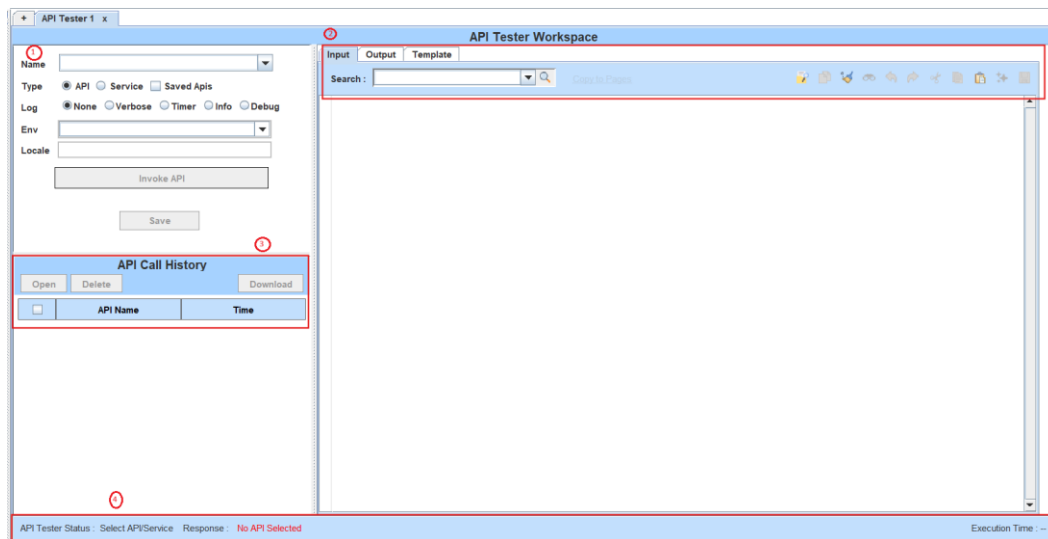 + API Tester 1 x
② API Tester Workspace
① Name
Type API Service Saved Apis
Log None Verbose Timer Info Debug
Env
Locale
Invoke API
Save
Input Output Template
Search :
③
API Call History
Open Delete Download
API Name Time
④
API Tester Status : Select API/Service Response : No API Selected Execution Time : --